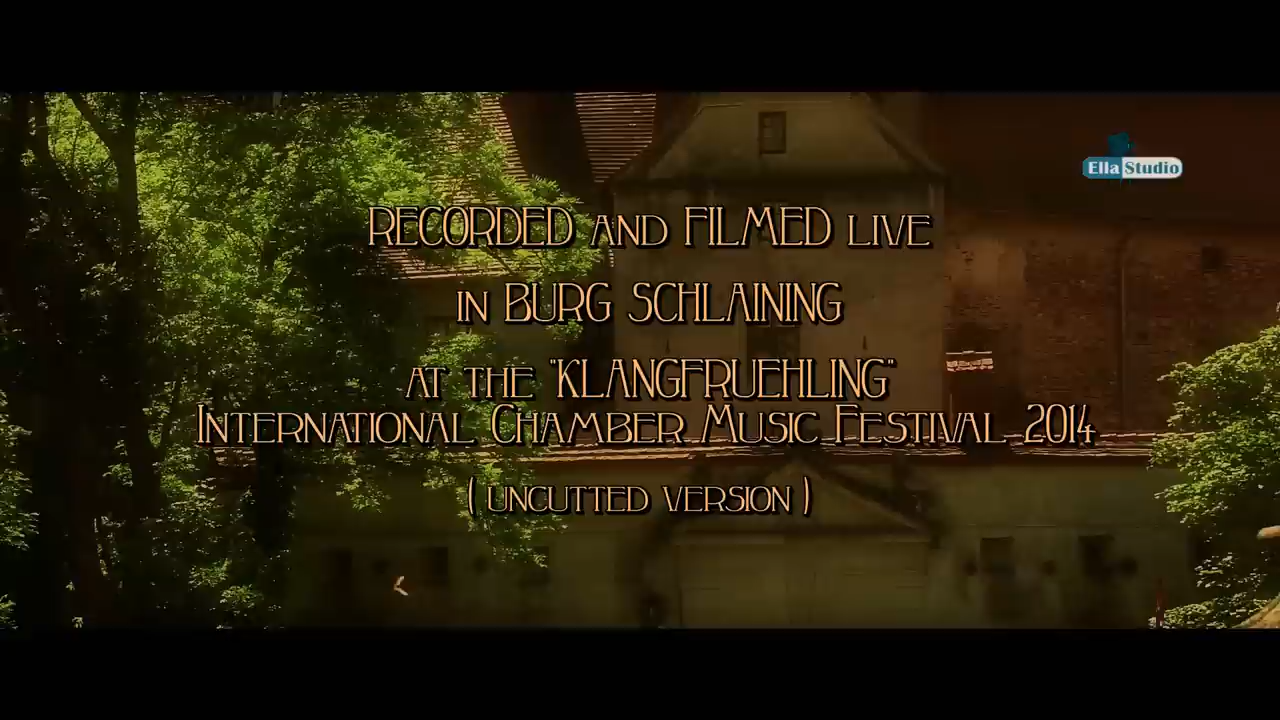 Ella Studio
RECORDED AND FILMED LIVE
IN BURG SCHLAINING
AT THE "KLANGFRUEHLING"
INTERNATIONAL CHAMBER MUSIC FESTIVAL 2014
( UNCUTTED VERSION )